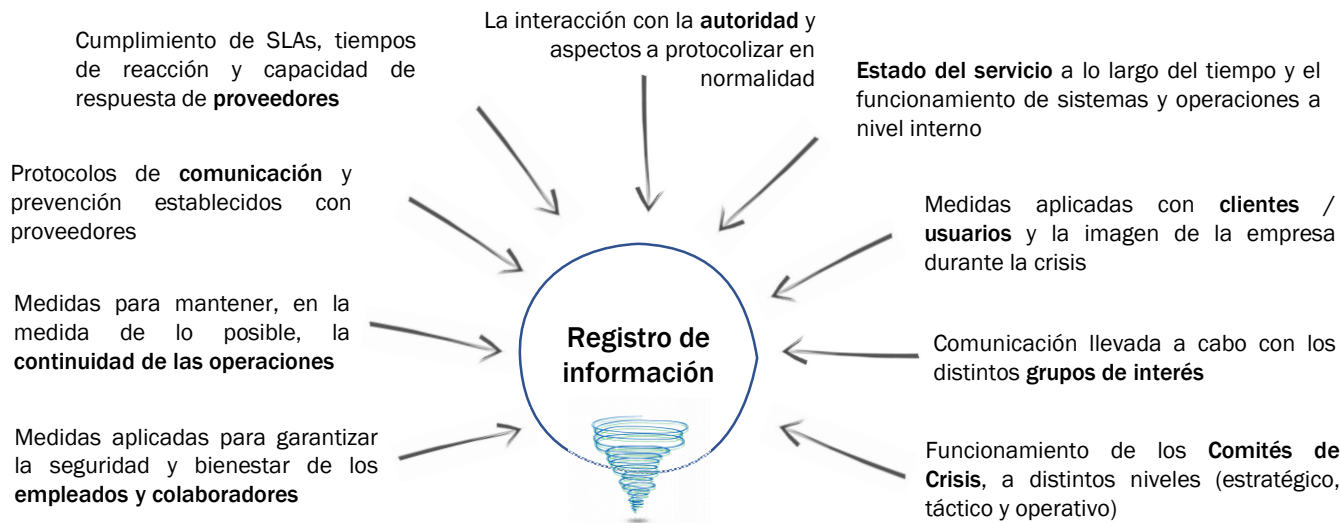 La interacción con la autoridad y
aspectos a protocolizar en
normalidad
Cumplimiento de SLAs, tiempos
de reacción y capacidad de
respuesta de proveedores
Estado del servicio a lo largo del tiempo y el
funcionamiento de sistemas y operaciones a
nivel interno
Protocolos de comunicación y
prevención establecidos con
proveedores
Medidas aplicadas con clientes /
usuarios y la imagen de la empresa
durante la crisis
Medidas para mantener, en la
medida de lo posible, la
continuidad de las operaciones
Registro de
información
Comunicación llevada a cabo con los
distintos grupos de interés
Medidas aplicadas para garantizar
la seguridad y bienestar de los
empleados y colaboradores
Funcionamiento de los Comités de
Crisis, a distintos niveles (estratégico,
táctico y operativo)